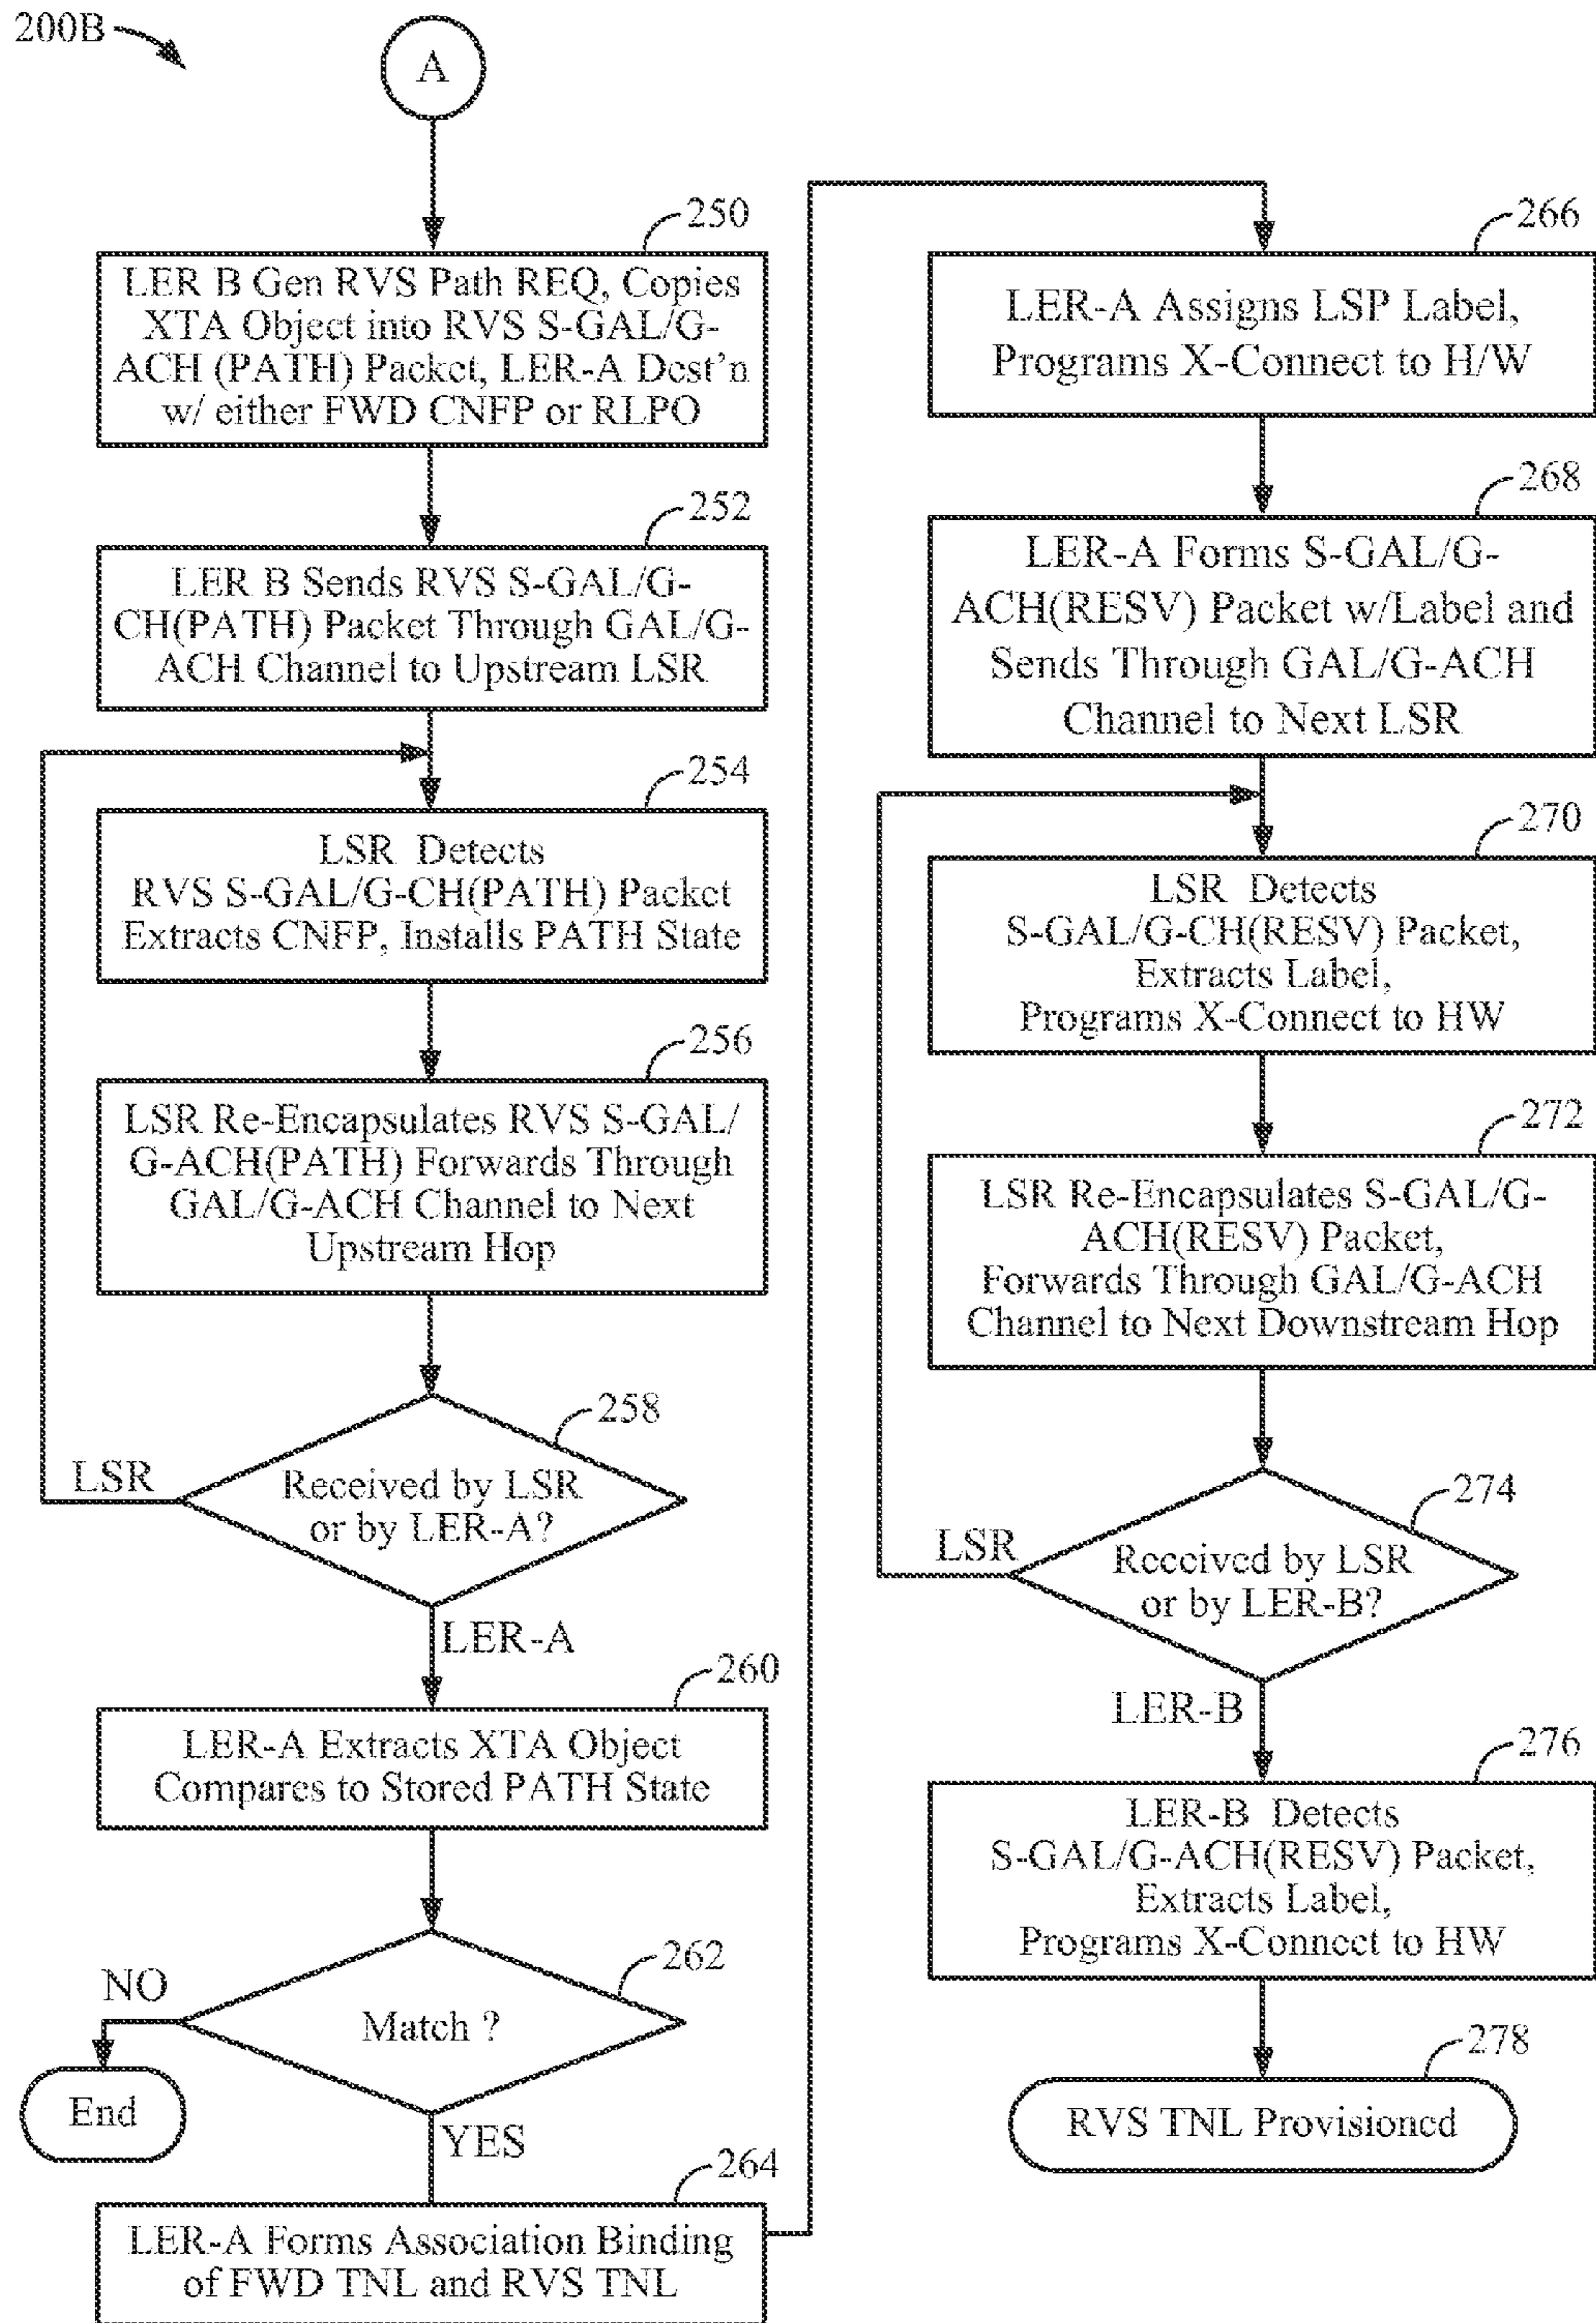 200B
A
250
LER B Gen RVS Path REQ, Copies
XTA Object into RVS S-GAL/G-
ACH (PATH) Packet, LER-A Dest'n
w/ either FWD CNFP or RLPO
252
LER B Sends RVS S-GAL/G-
CH(PATH) Packet Through GAL/G-
ACH Channel to Upstream LSR
254
LSR Detects
RVS S-GAL/G-CH(PATH) Packet
Extracts CNFP, Installs PATH State
256
LSR Re-Encapsulates RVS S-GAL/
G-ACH(PATH) Forwards Through
GAL/G-ACH Channel to Next
Upstream Hop
258
LSR
Received by LSR
or by LER-A?
LER-A
260
LER-A Extracts XTA Object
Compares to Stored PATH State
262
NO
Match ?
End
YES
264
LER-A Forms Association Binding
of FWD TNL and RVS TNL
266
LER-A Assigns LSP Label,
Programs X-Connect to H/W
268
LER-A Forms S-GAL/G-
ACH(RESV) Packet w/Label and
Sends Through GAL/G-ACH
Channel to Next LSR
270
LSR Detects
S-GAL/G-CH(RESV) Packet,
Extracts Label,
Programs X-Connect to HW
272
LSR Re-Encapsulates S-GAL/G-
ACH(RESV) Packet,
Forwards Through GAL/G-ACH
Channel to Next Downstream Hop
274
LSR
Received by LSR
or by LER-B?
LER-B
276
LER-B Detects
S-GAL/G-ACH(RESV) Packet,
Extracts Label,
Programs X-Connect to HW
278
RVS TNL Provisioned